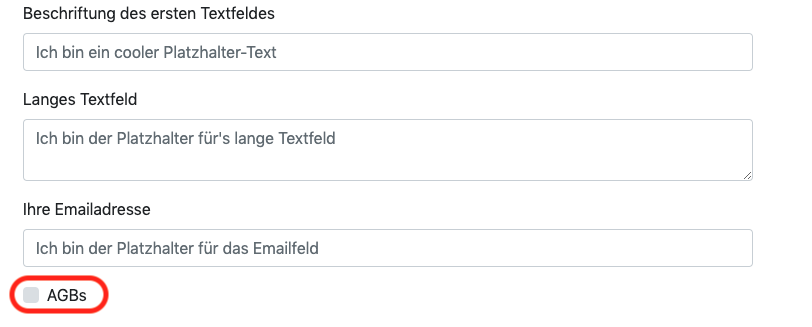 Beschriftung des ersten Textfeldes
Ich bin ein cooler Platzhalter-Text
Langes Textfeld
Ich bin der Platzhalter für's lange Textfeld
Ihre Emailadresse
Ich bin der Platzhalter für das Emailfeld
AGBs